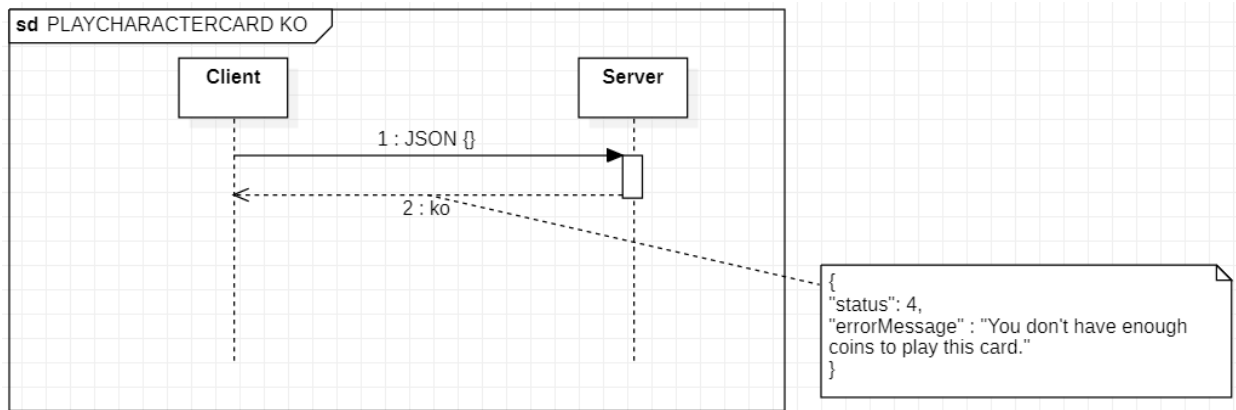 sd PLAYCHARACTERCARD KO
Client
Server
1 : JSON {}
2 : ko
{
"status": 4,
"errorMessage" : "You don't have enough
coins to play this card."
}